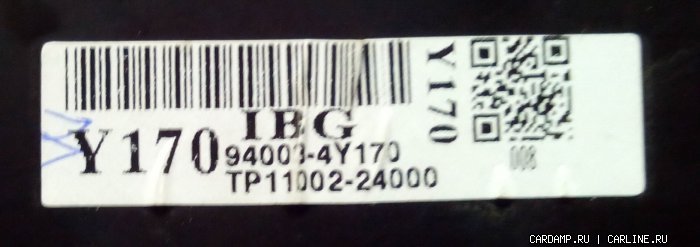 IBG
Y170
94003-4Y170
TP11002-24000
Y170
008
CARDAMP.RU | CARLINE.RU